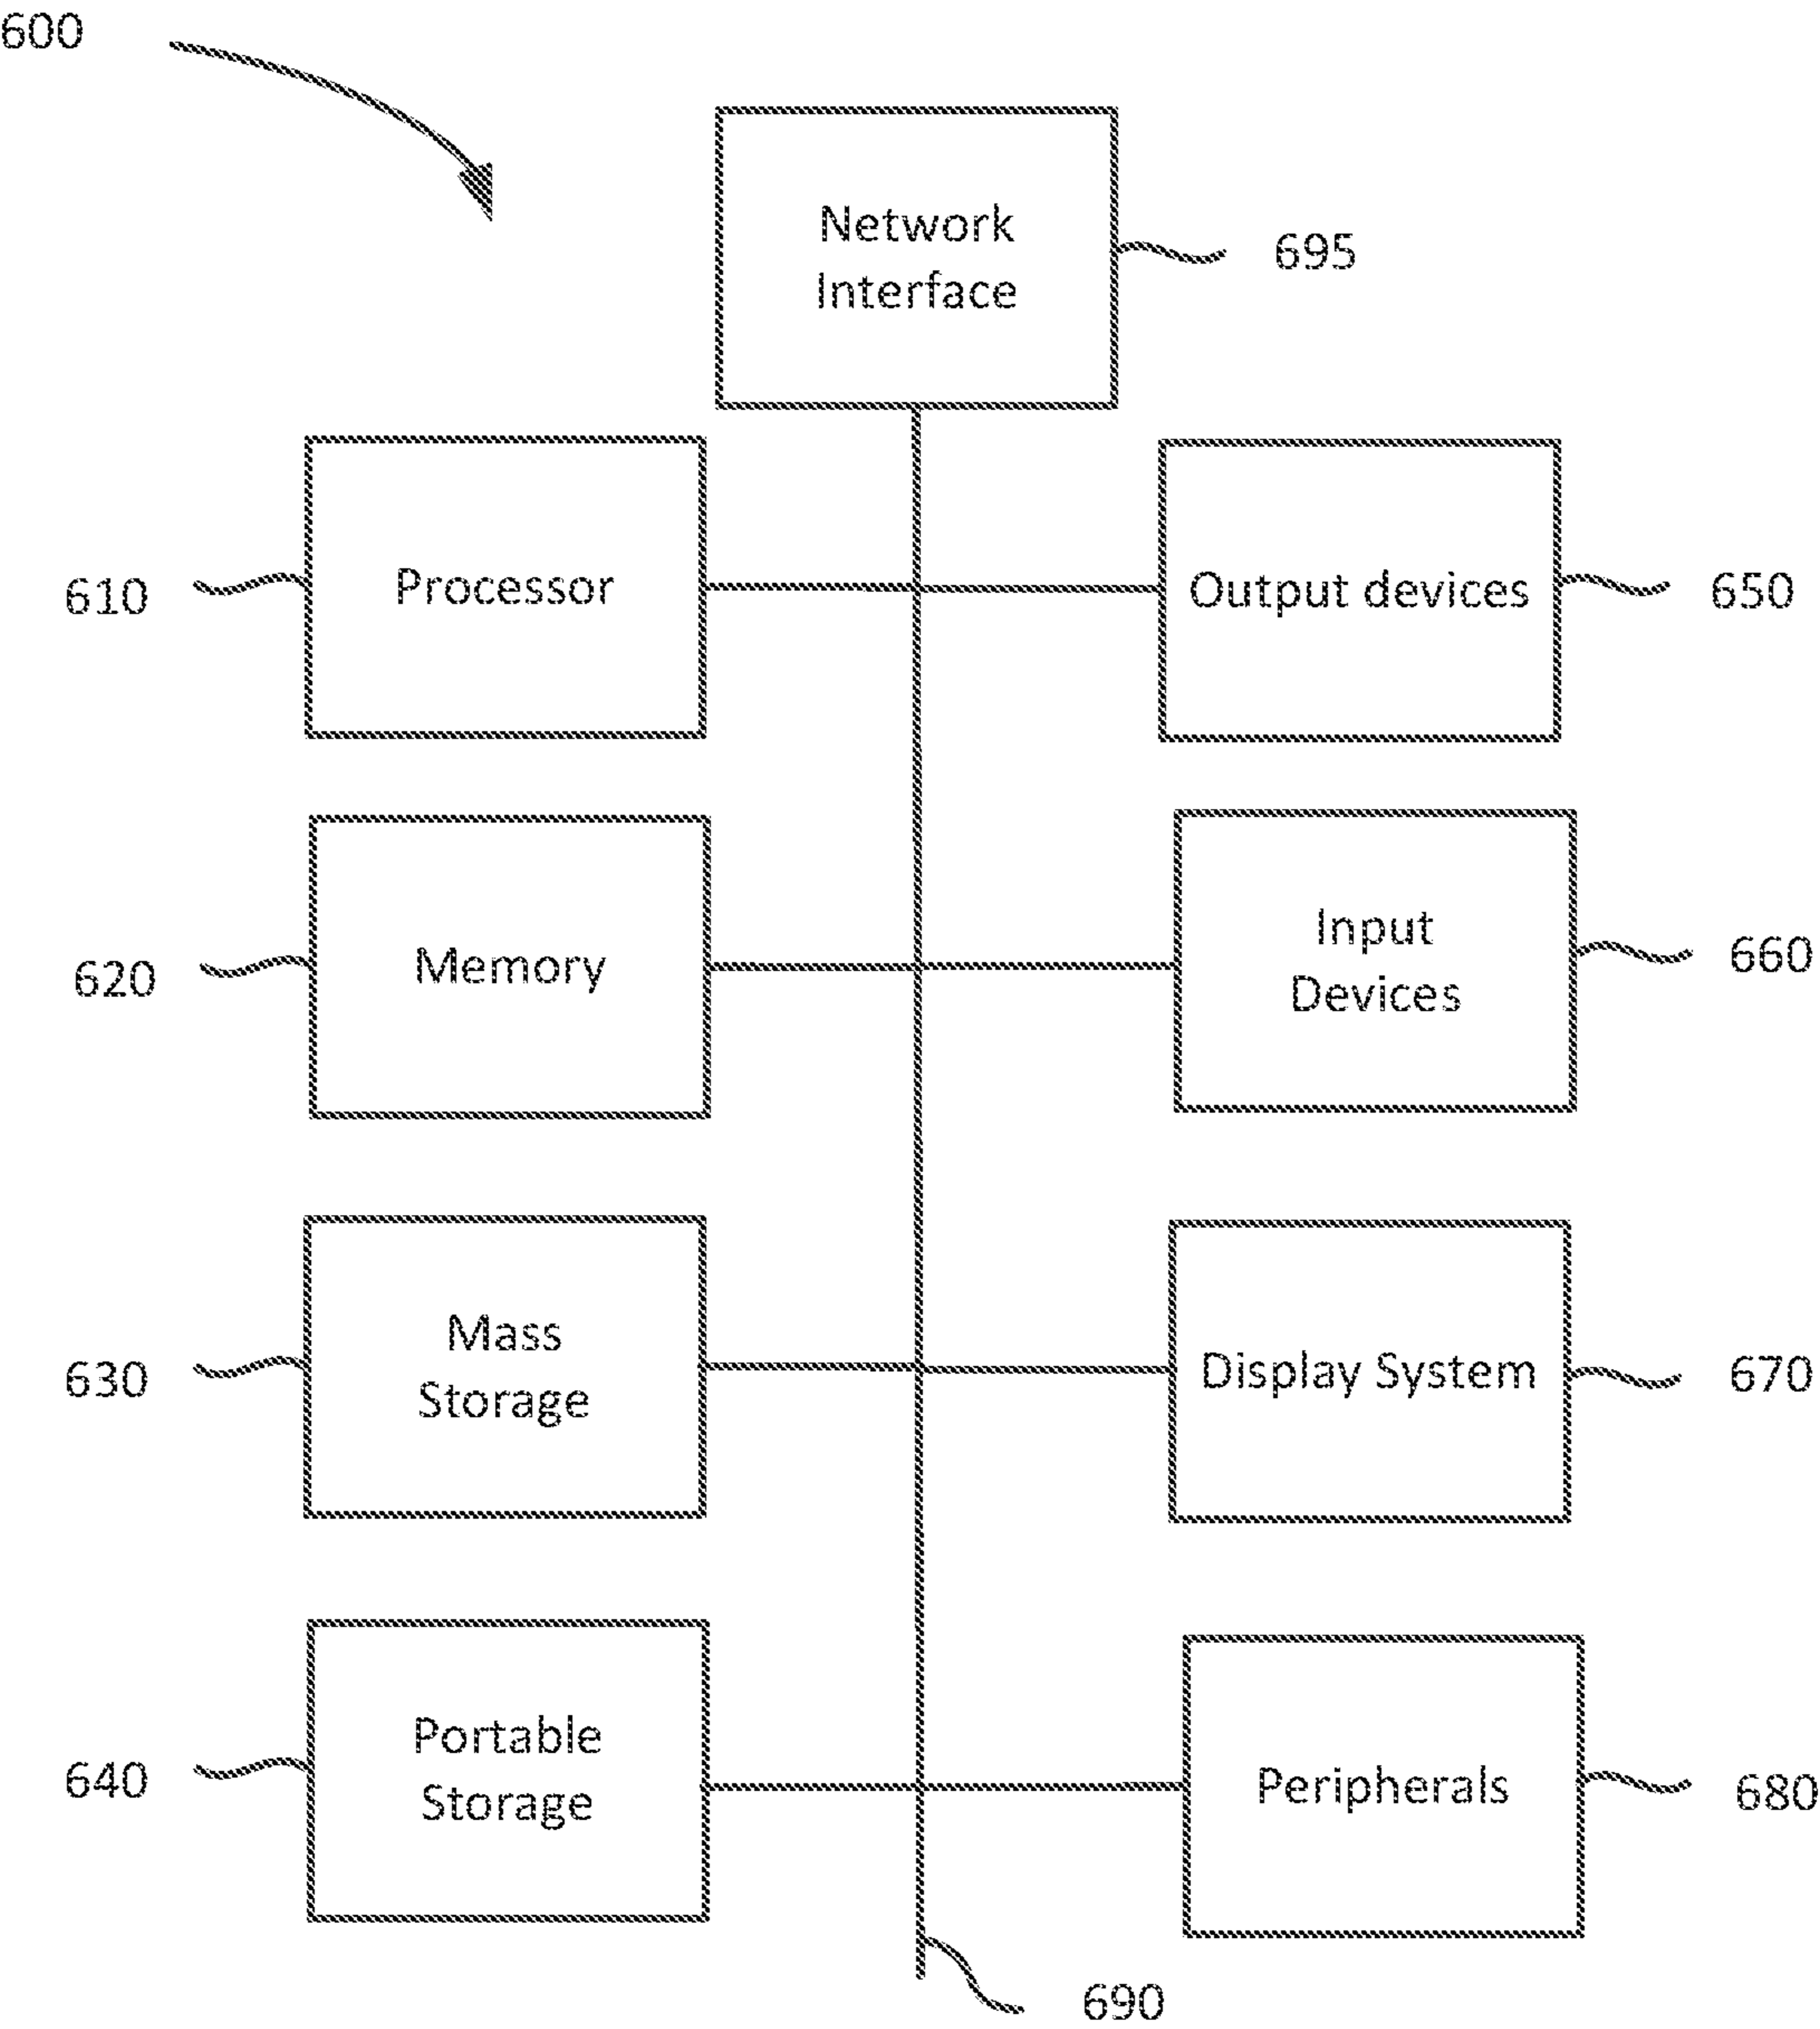 600
Network
Interface
695
610
Processor
Output devices
650
620
Memory
Input
Devices
660
630
Mass
Storage
Display System
670
640
Portable
Storage
Peripherals
680
690